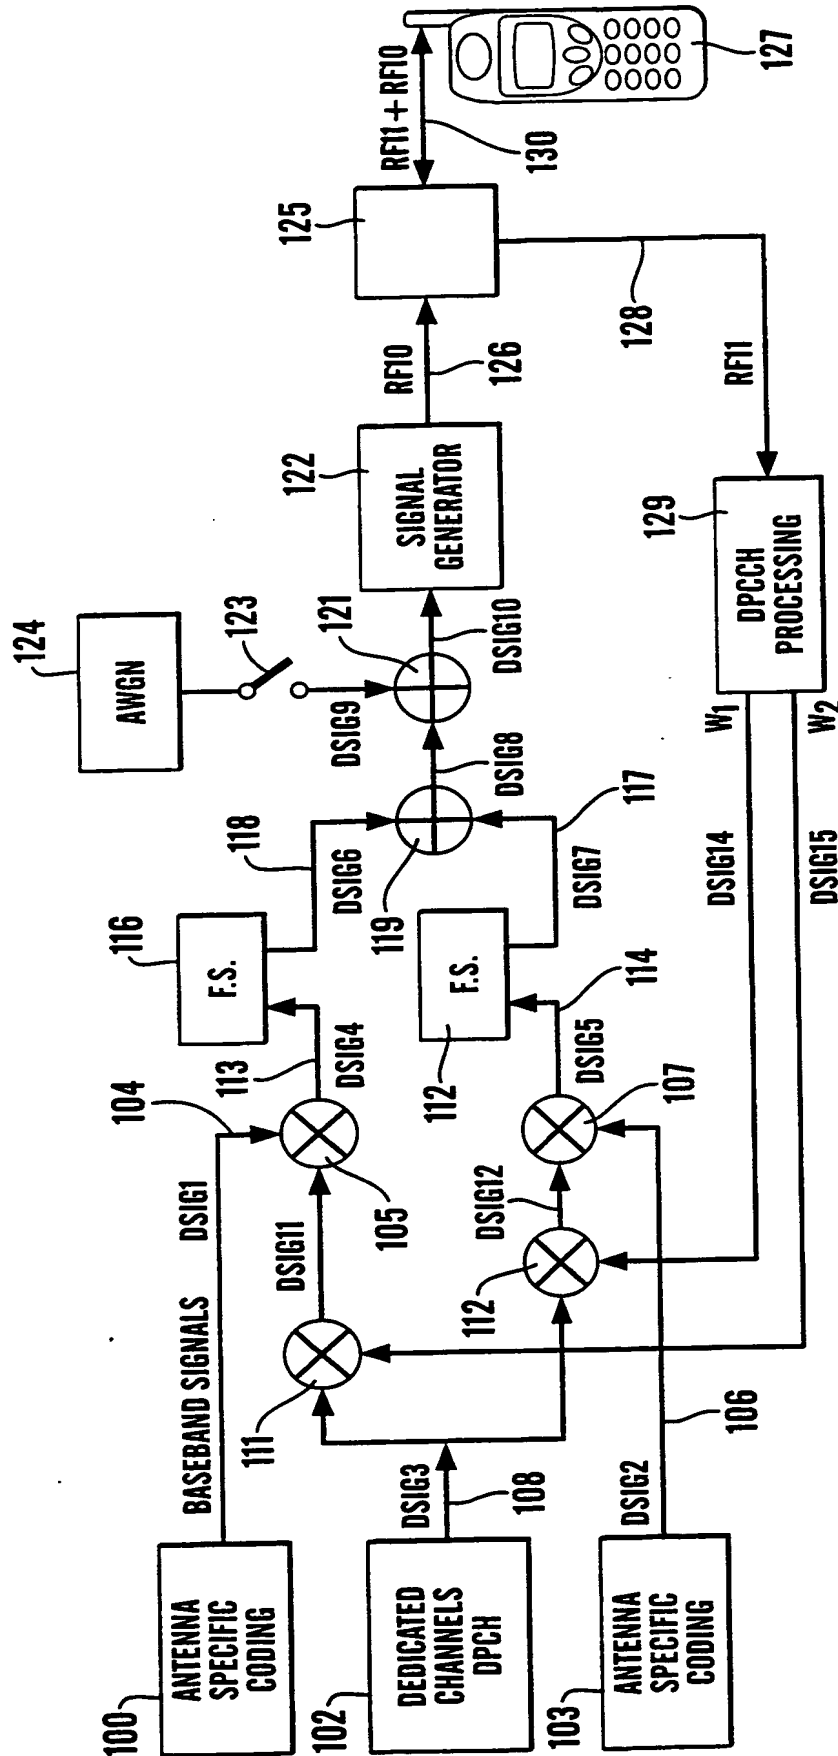 100
ANTENNA
SPECIFIC
CODING
BASEBAND SIGNALS
DSIG1
104
102
DEDICATED
CHANNELS
DPCH
DSIG3
108
103
ANTENNA
SPECIFIC
CODING
DSIG2
106
111
DSIG11
105
113
DSIG4
116
F.S.
118
DSIG6
112
DSIG12
107
DSIG5
114
112
F.S.
DSIG7
117
119
DSIG8
124
AWGN
123
DSIG9
121
DSIG10
122
SIGNAL
GENERATOR
RF10
126
125
RF11 + RF10
130
127
128
RF11
129
DPCCH
PROCESSING
W1
DSIG14
W2
DSIG15